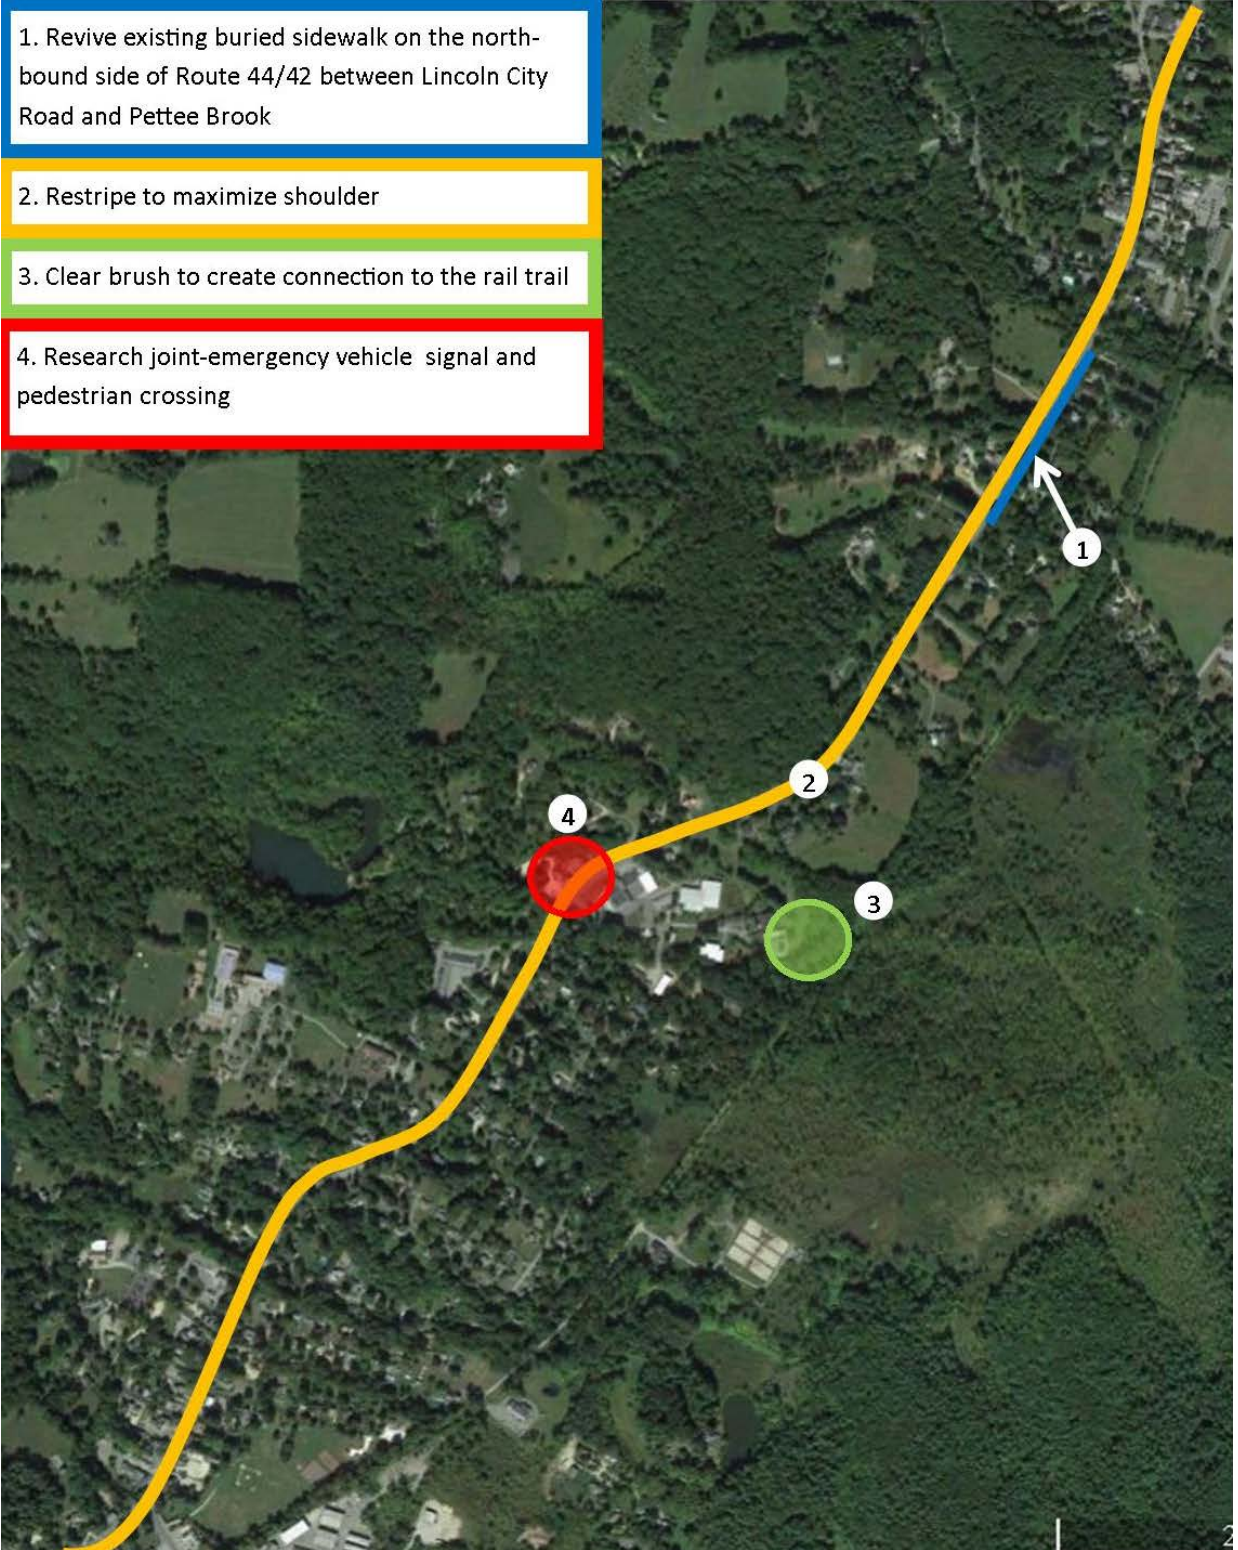 1. Revive existing buried sidewalk on the north-
bound side of Route 44/42 between Lincoln City
Road and Pettee Brook
2. Restripe to maximize shoulder
3. Clear brush to create connection to the rail trail
4. Research joint-emergency vehicle signal and
pedestrian crossing
1
2
4
3
2